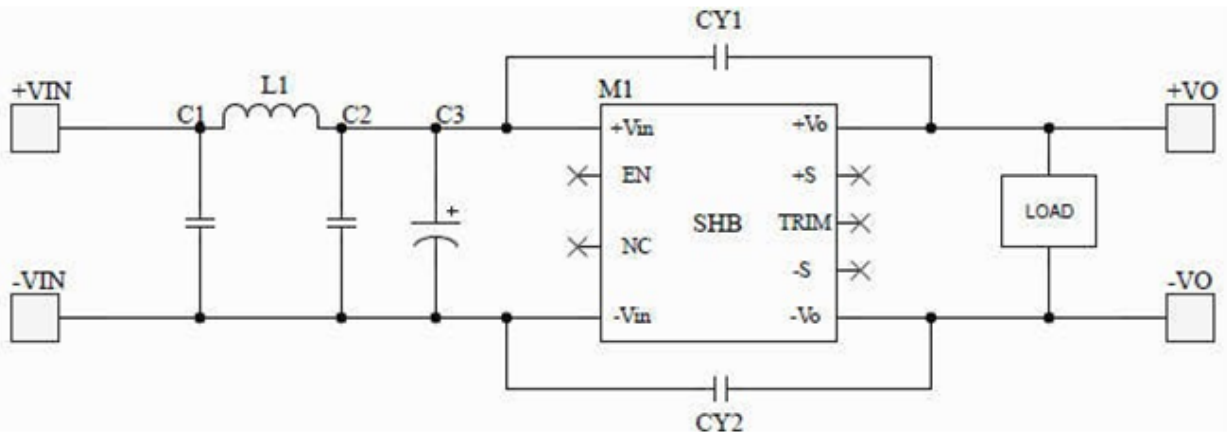 CY1
+VIN
C1
L1
C2
C3
M1
+VO
+Vin
+Vo
EN
+S
SHB
TRIM
LOAD
NC
-S
-VIN
-VO
-Vin
-Vo
CY2